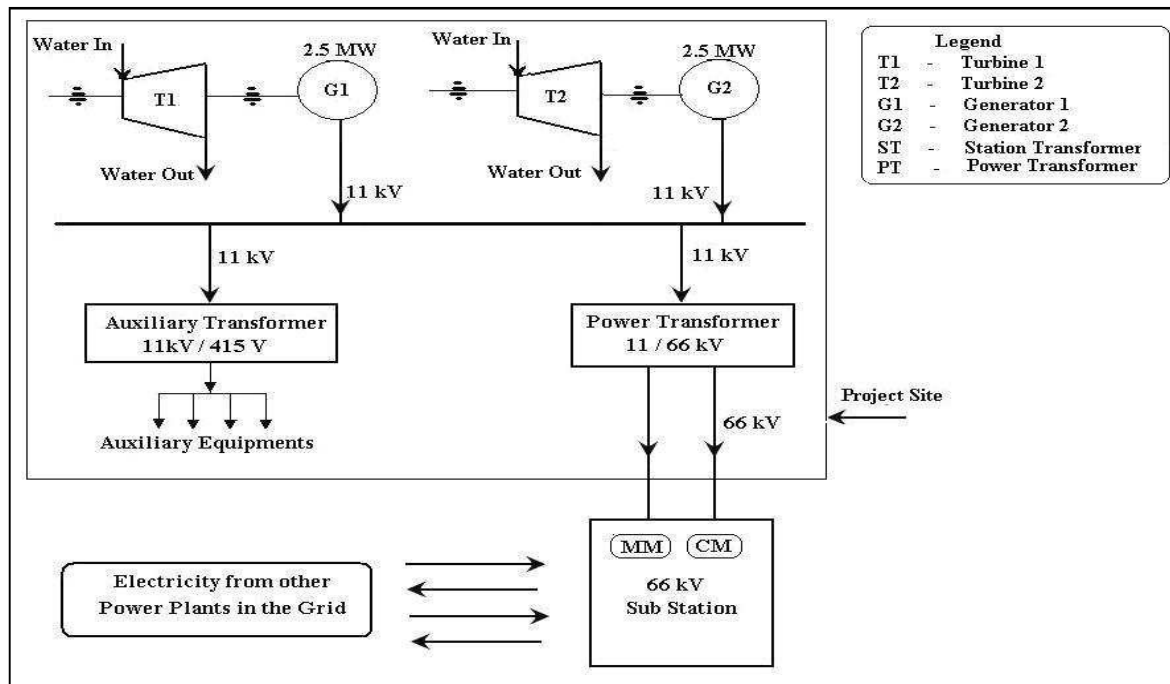 Water In
2.5 MW
T1
G1
Water Out
11 kV
Water In
2.5 MW
T2
G2
Water Out
11 kV
Legend
T1 - Turbine 1
T2 - Turbine 2
G1 - Generator 1
G2 - Generator 2
ST - Station Transformer
PT - Power Transformer
11 kV
11 kV
Auxiliary Transformer
11kV / 415 V
Power Transformer
11 / 66 kV
Auxiliary Equipments
66 kV
Project Site
MM
CM
66 kV
Sub Station
Electricity from other
Power Plants in the Grid